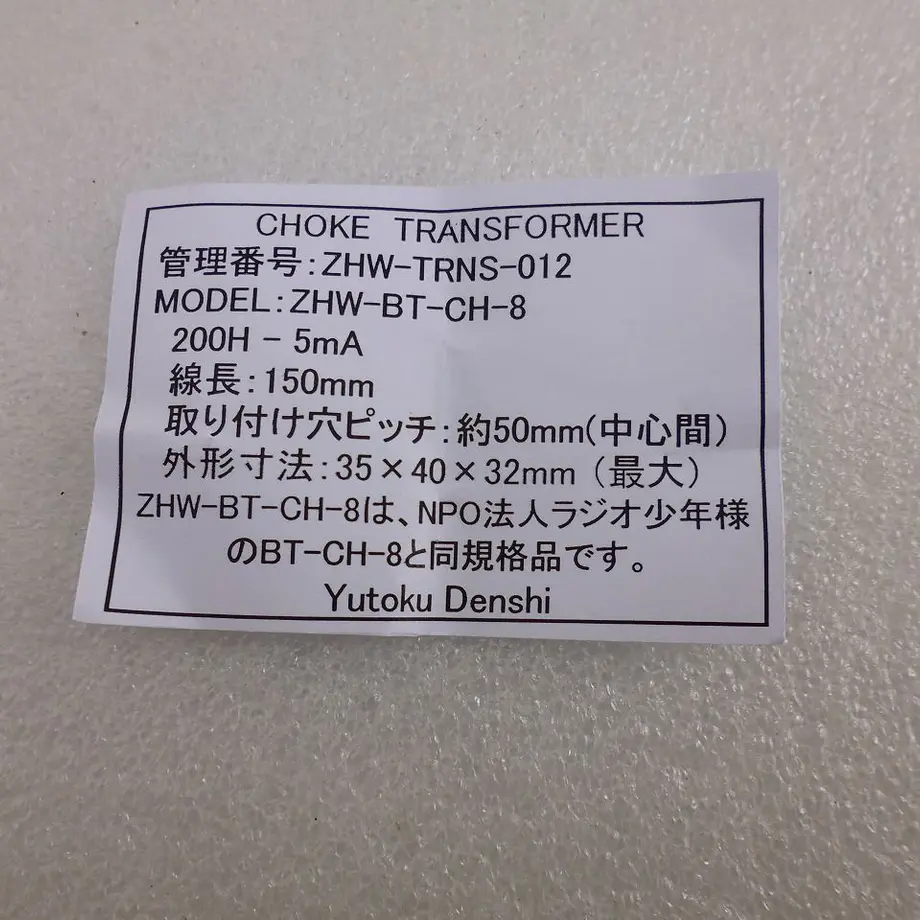 CHOKE TRANSFORMER
管理番号:ZHW-TRNS-012
MODEL:ZHW-BT-CH-8
200H - 5mA
線長:150mm
取り付け穴ピッチ:約50mm(中心間)
外形寸法:35×40×32mm (最大)
ZHW-BT-CH-8は、NPO法人ラジオ少年様
のBT-CH-8と同規格品です。
Yutoku Denshi